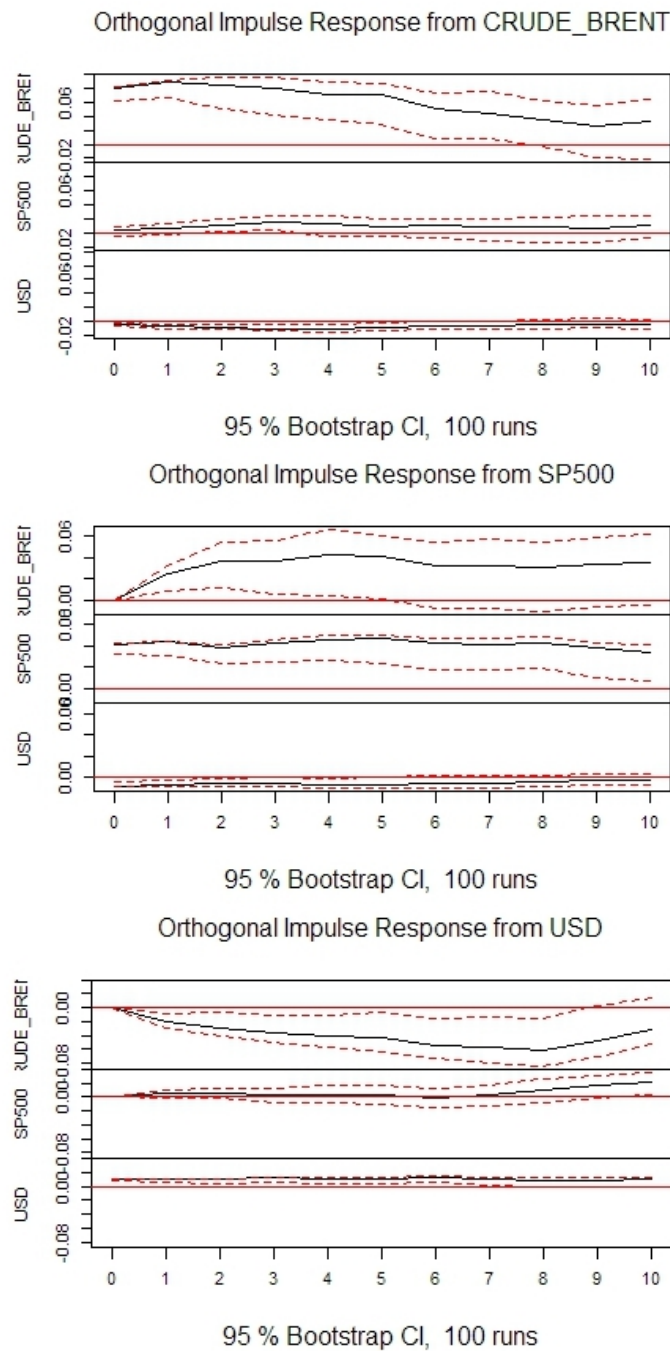 Orthogonal Impulse Response from CRUDE_BRENT
RUDE_BREN
0.06
-0.02
SP500
0.06
-0.02
USD
0.06
-0.02
0 1 2 3 4 5 6 7 8 9 10
95 % Bootstrap CI, 100 runs
Orthogonal Impulse Response from SP500
RUDE_BREN
0.06
0.00
SP500
0.00
USD
0.00
0 1 2 3 4 5 6 7 8 9 10
95 % Bootstrap CI, 100 runs
Orthogonal Impulse Response from USD
RUDE_BREN
0.00
-0.08
SP500
0.00
-0.08
USD
0.00
-0.08
0 1 2 3 4 5 6 7 8 9 10
95 % Bootstrap CI, 100 runs